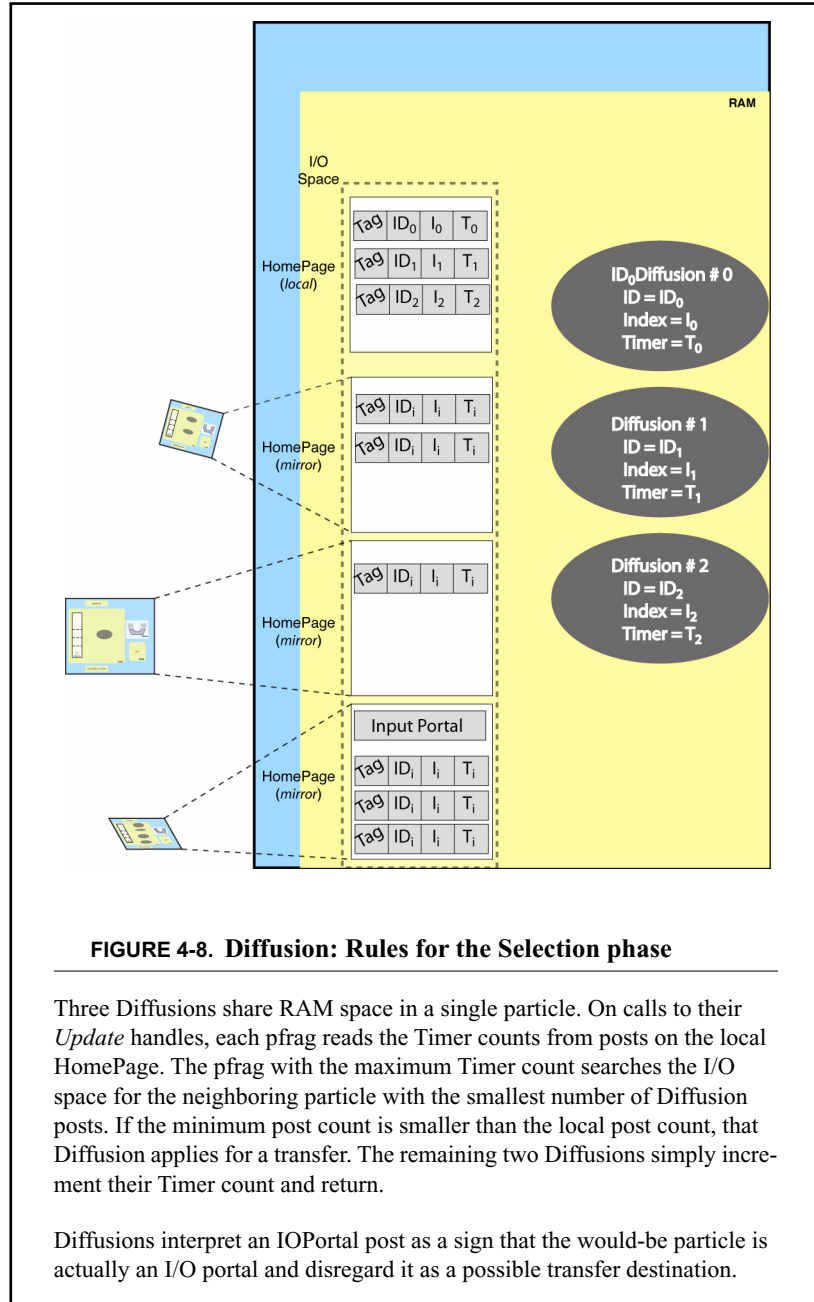 RAM
I/O
Space
HomePage
(local)
Tag ID₀ I₀ T₀
Tag ID₁ I₁ T₁
Tag ID₂ I₂ T₂
ID₀Diffusion # 0
ID = ID₀
Index = I₀
Timer = T₀
HomePage
(mirror)
Tag IDᵢ Iᵢ Tᵢ
Tag IDᵢ Iᵢ Tᵢ
Diffusion # 1
ID = ID₁
Index = I₁
Timer = T₁
HomePage
(mirror)
Tag IDᵢ Iᵢ Tᵢ
Diffusion # 2
ID = ID₂
Index = I₂
Timer = T₂
HomePage
(mirror)
Input Portal
Tag IDᵢ Iᵢ Tᵢ
Tag IDᵢ Iᵢ Tᵢ
Tag IDᵢ Iᵢ Tᵢ
FIGURE 4-8. Diffusion: Rules for the Selection phase
Three Diffusions share RAM space in a single particle. On calls to their
Update handles, each pfrag reads the Timer counts from posts on the local
HomePage. The pfrag with the maximum Timer count searches the I/O
space for the neighboring particle with the smallest number of Diffusion
posts. If the minimum post count is smaller than the local post count, that
Diffusion applies for a transfer. The remaining two Diffusions simply incre-
ment their Timer count and return.
Diffusions interpret an IOPortal post as a sign that the would-be particle is
actually an I/O portal and disregard it as a possible transfer destination.